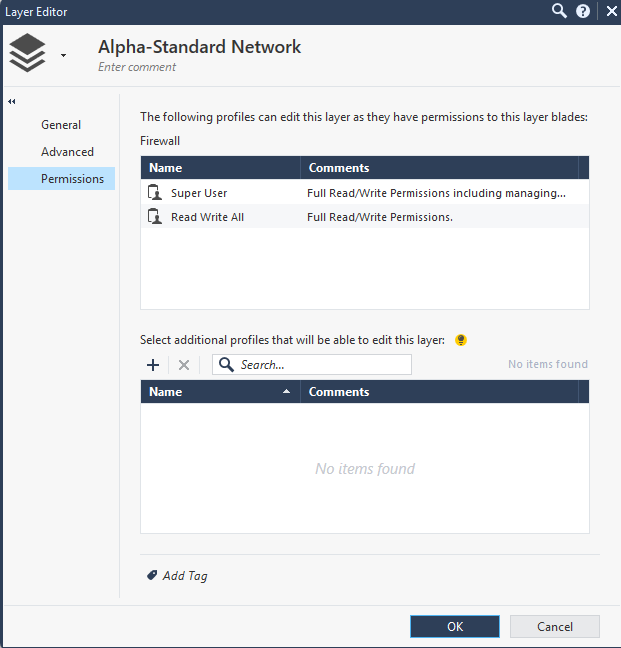 Layer Editor
Alpha-Standard Network
Enter comment
General
Advanced
Permissions
The following profiles can edit this layer as they have permissions to this layer blades:
Firewall
Name Comments
Super User Full Read/Write Permissions including managing...
Read Write All Full Read/Write Permissions.
Select additional profiles that will be able to edit this layer:
Search... No items found
Name Comments
No items found
Add Tag
OK Cancel